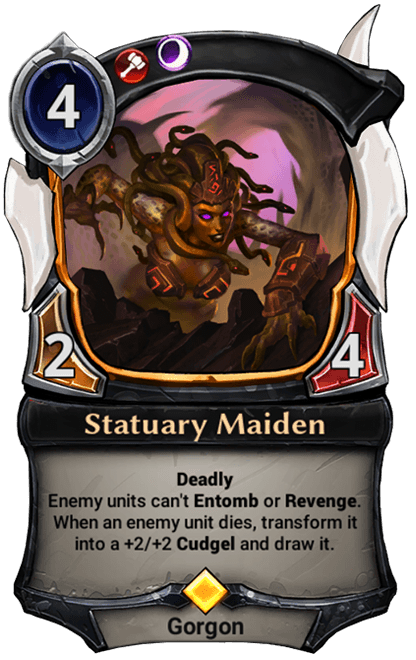 4
2
4
Statuary Maiden
Deadly
Enemy units can't Entomb or Revenge.
When an enemy unit dies, transform it
into a +2/+2 Cudgel and draw it.
Gorgon